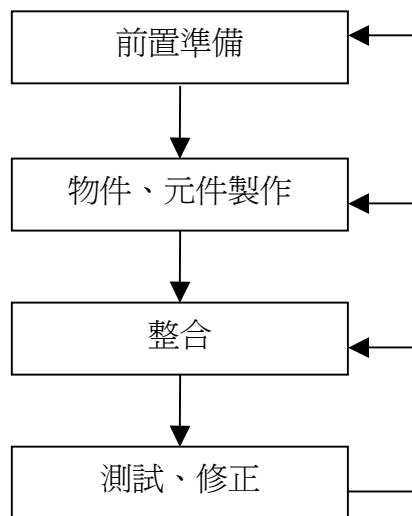 前置準備
物件、元件製作
整合
測試、修正